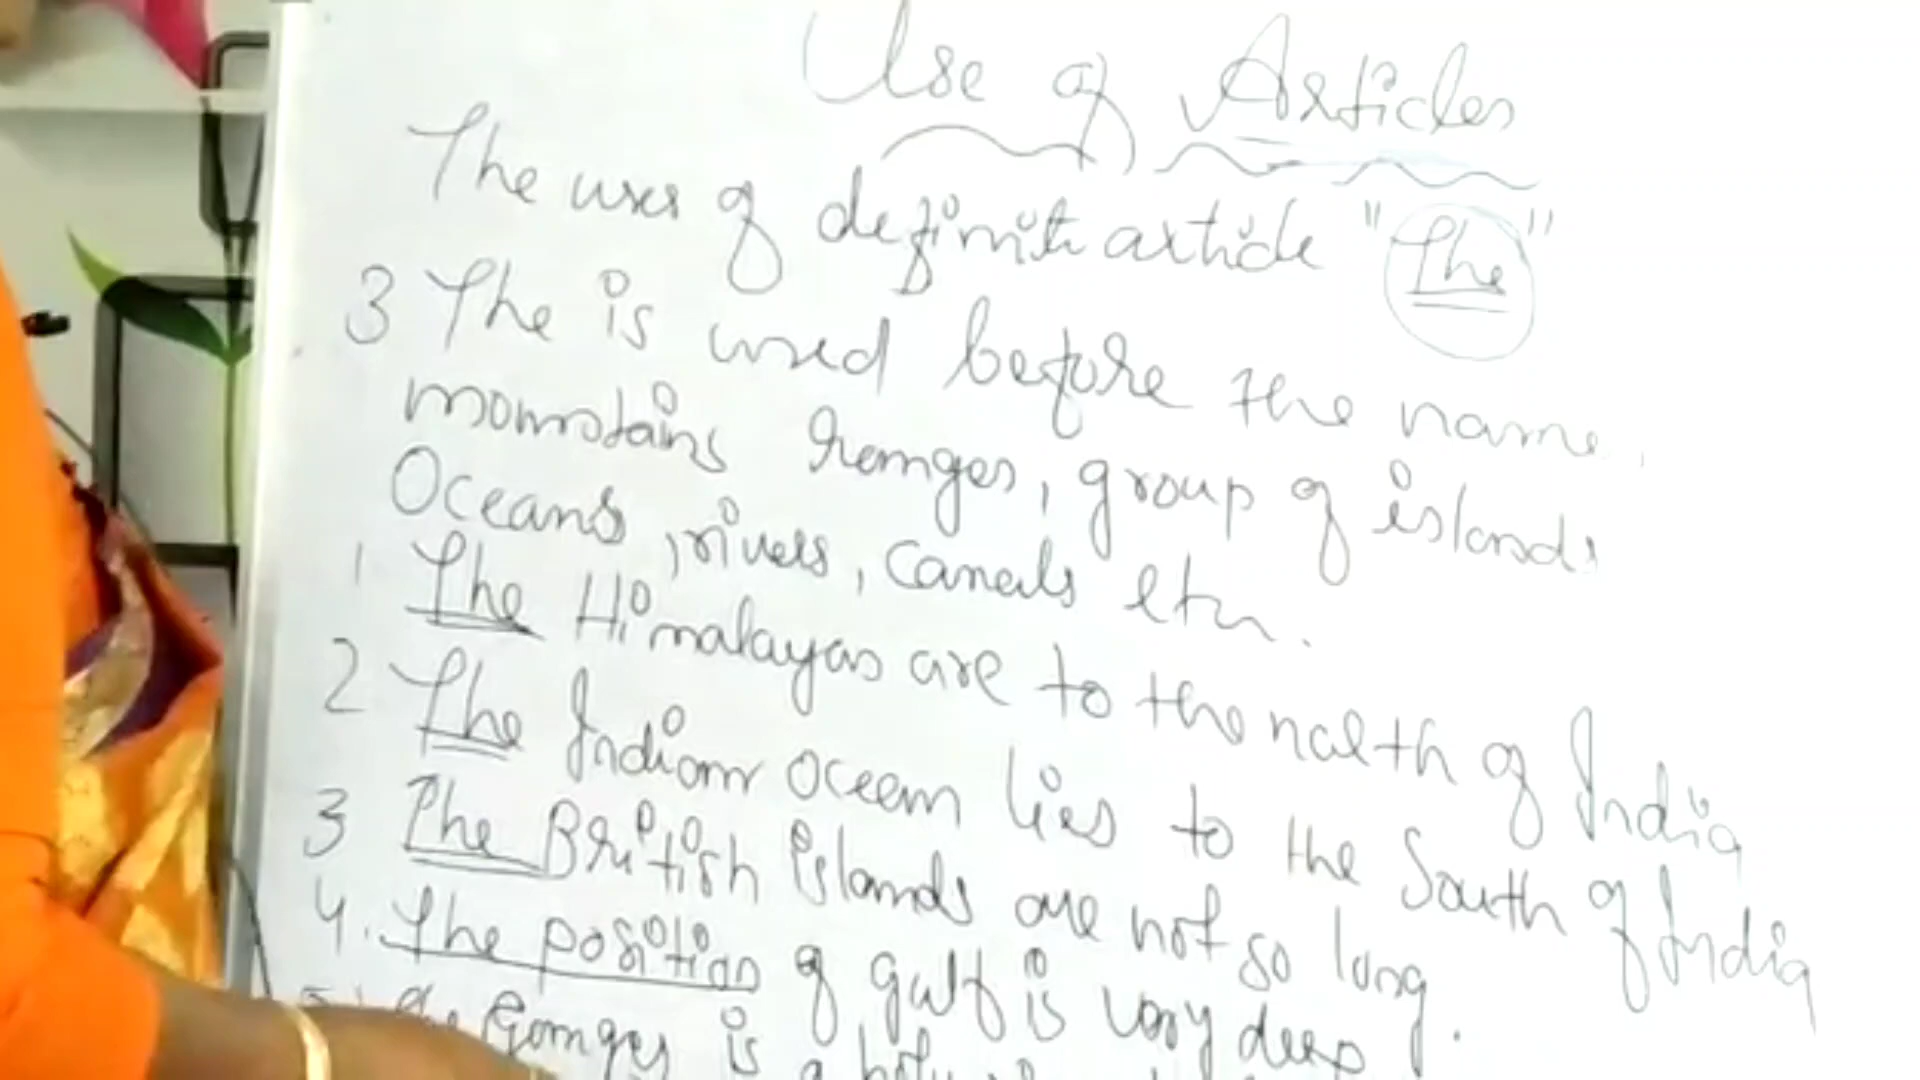 Use of Articles
The uses of definite article "The"
3 The is used before the name
mountains ranges, group of islands
Oceans, rivers, canals etc.
1 The Himalayas are to the north of India
2 The Indian ocean lies to the South of India
3 The British islands are not so long
4. The position of gulf is very deep.
Ganges is a holy